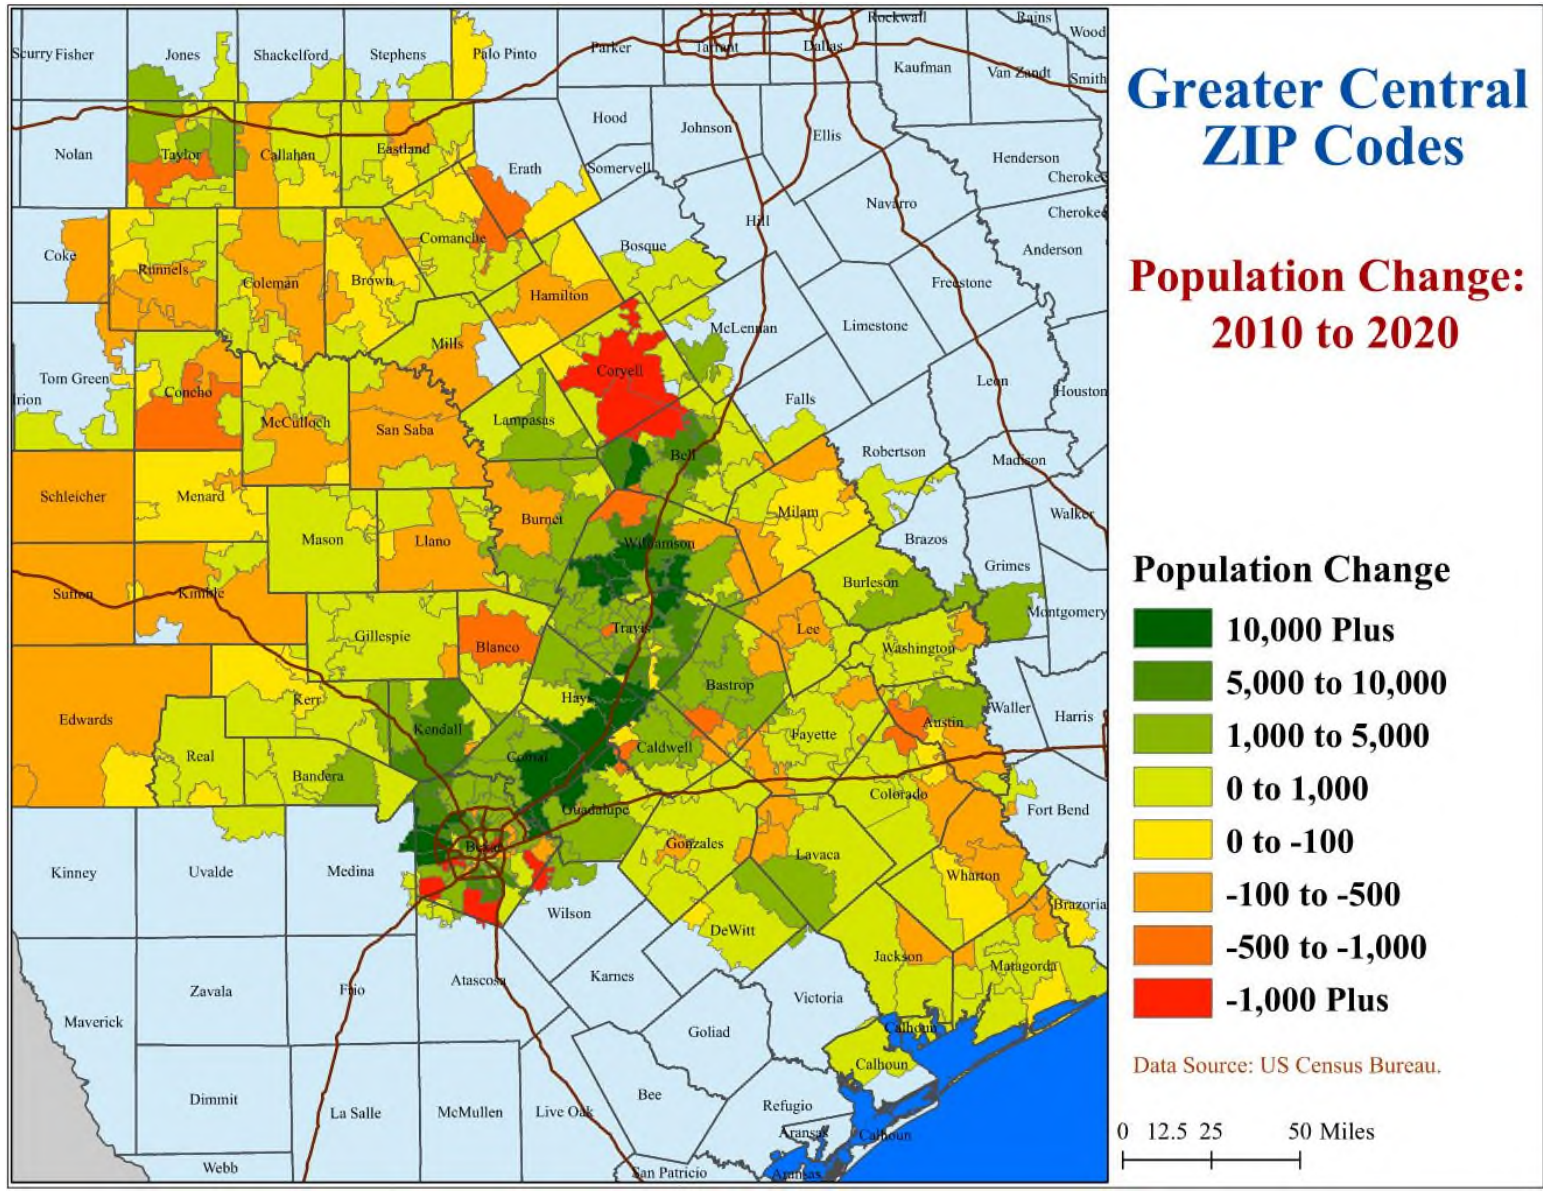 Greater Central
ZIP Codes
Population Change:
2010 to 2020
Population Change
10,000 Plus
5,000 to 10,000
1,000 to 5,000
0 to 1,000
0 to -100
-100 to -500
-500 to -1,000
-1,000 Plus
Data Source: US Census Bureau.
0 12.5 25 50 Miles
Scurry
Fisher
Jones
Shackelford
Stephens
Palo Pinto
Parker
Tarrant
Dallas
Rockwall
Rains
Wood
Kaufman
Van Zandt
Smith
Nolan
Taylor
Callahan
Eastland
Erath
Hood
Somervell
Johnson
Ellis
Henderson
Cherokee
Cherokee
Anderson
Navarro
Hill
Bosque
Coke
Runnels
Coleman
Brown
Comanche
Hamilton
Freestone
Limestone
McLennan
Mills
Coryell
Tom Green
Irion
Concho
McCulloch
San Saba
Lampasas
Bell
Falls
Leon
Houston
Robertson
Madison
Walker
Schleicher
Menard
Mason
Llano
Burnet
Williamson
Milam
Brazos
Grimes
Montgomery
Sutton
Kimble
Gillespie
Blanco
Travis
Lee
Burleson
Washington
Edwards
Kerr
Real
Bandera
Kendall
Hays
Comal
Caldwell
Bastrop
Fayette
Austin
Waller
Harris
Guadalupe
Colorado
Fort Bend
Kinney
Uvalde
Medina
Bexar
Gonzales
Lavaca
Wharton
Brazoria
Wilson
DeWitt
Jackson
Matagorda
Maverick
Zavala
Frio
Atascosa
Karnes
Victoria
Goliad
Calhoun
Calhoun
Calhoun
Dimmit
La Salle
McMullen
Live Oak
Bee
Refugio
Aransas
Aransas
San Patricio
Webb